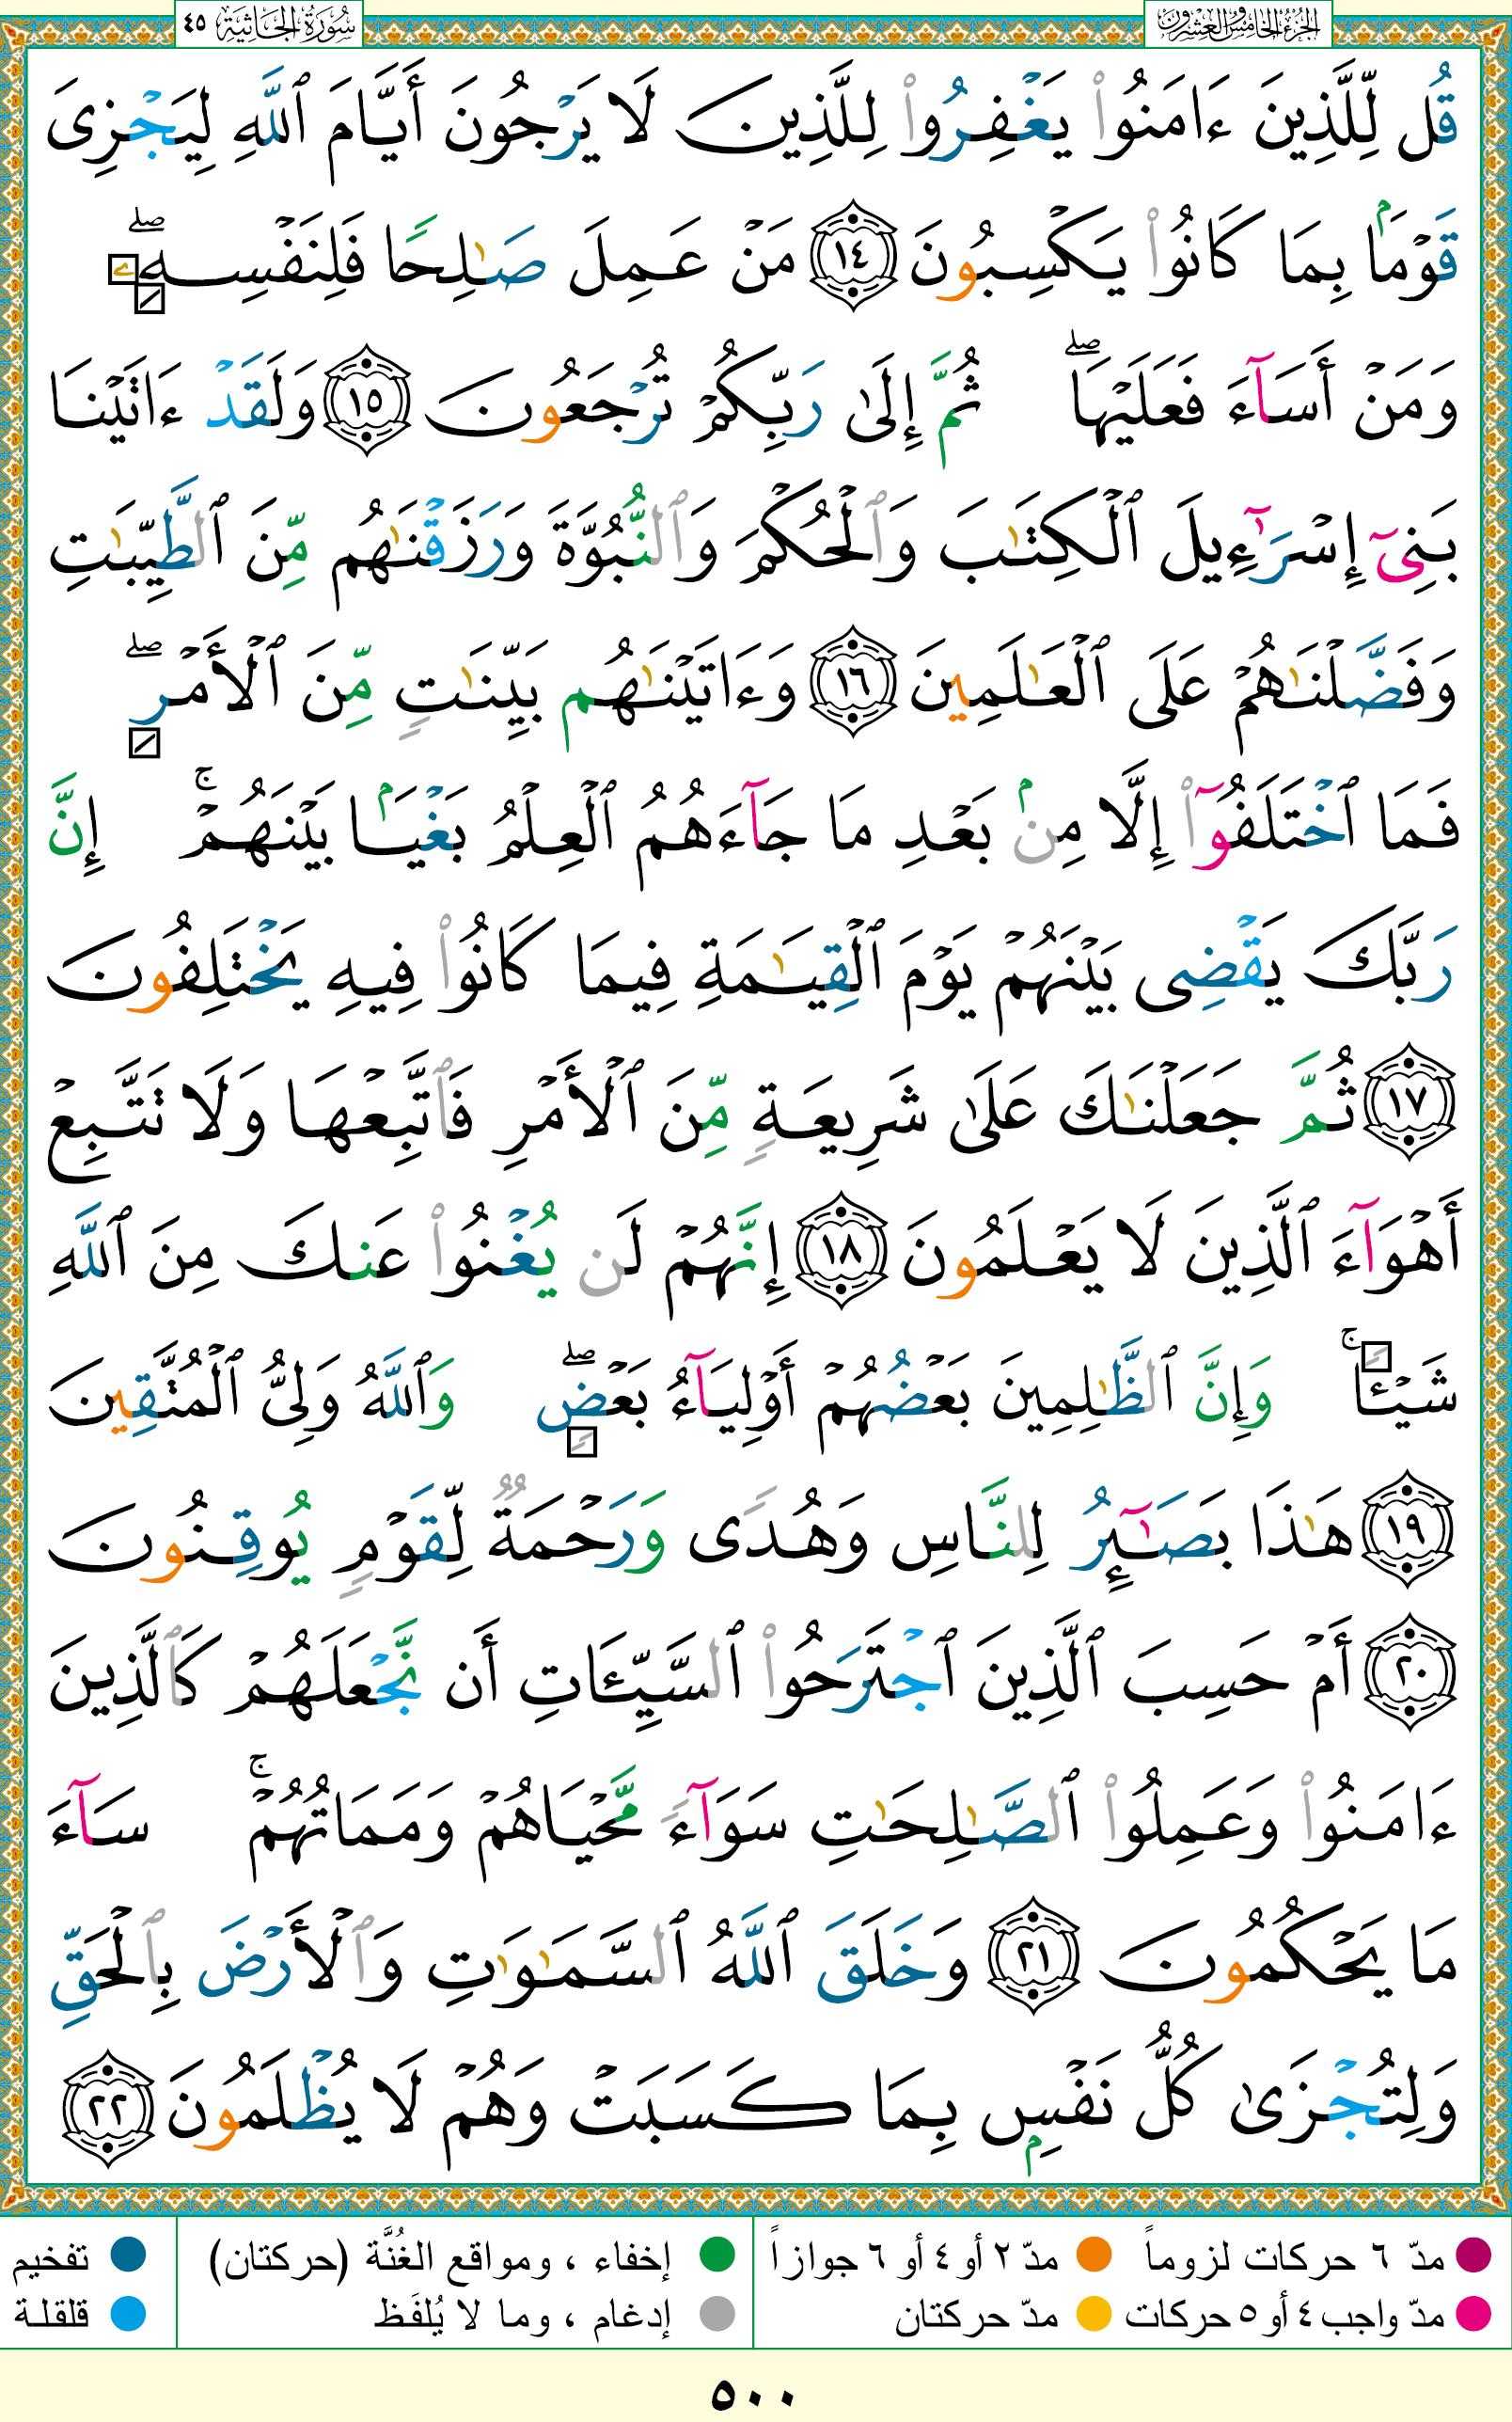 الجزء الخامس والعشرون
سورة الجاثية ٤٥
قُل لِّلَّذِينَ ءَامَنُوا۟ يَغْفِرُوا۟ لِلَّذِينَ لَا يَرْجُونَ أَيَّامَ ٱللَّهِ لِيَجْزِىَ
قَوْمًۢا بِمَا كَانُوا۟ يَكْسِبُونَ ١٤ مَنْ عَمِلَ صَـٰلِحًا فَلِنَفْسِهِۦ ۖ
وَمَنْ أَسَآءَ فَعَلَيْهَا ۖ ثُمَّ إِلَىٰ رَبِّكُمْ تُرْجَعُونَ ١٥ وَلَقَدْ ءَاتَيْنَا
بَنِىٓ إِسْرَٰٓءِيلَ ٱلْكِتَـٰبَ وَٱلْحُكْمَ وَٱلنُّبُوَّةَ وَرَزَقْنَـٰهُم مِّنَ ٱلطَّيِّبَـٰتِ
وَفَضَّلْنَـٰهُمْ عَلَى ٱلْعَـٰلَمِينَ ١٦ وَءَاتَيْنَـٰهُم بَيِّنَـٰتٍ مِّنَ ٱلْأَمْرِ ۖ
فَمَا ٱخْتَلَفُوٓا۟ إِلَّا مِنۢ بَعْدِ مَا جَآءَهُمُ ٱلْعِلْمُ بَغْيًۢا بَيْنَهُمْ ۚ إِنَّ
رَبَّكَ يَقْضِى بَيْنَهُمْ يَوْمَ ٱلْقِيَـٰمَةِ فِيمَا كَانُوا۟ فِيهِ يَخْتَلِفُونَ
١٧ ثُمَّ جَعَلْنَـٰكَ عَلَىٰ شَرِيعَةٍ مِّنَ ٱلْأَمْرِ فَٱتَّبِعْهَا وَلَا تَتَّبِعْ
أَهْوَآءَ ٱلَّذِينَ لَا يَعْلَمُونَ ١٨ إِنَّهُمْ لَن يُغْنُوا۟ عَنكَ مِنَ ٱللَّهِ
شَيْـًٔا ۚ وَإِنَّ ٱلظَّـٰلِمِينَ بَعْضُهُمْ أَوْلِيَآءُ بَعْضٍ ۖ وَٱللَّهُ وَلِىُّ ٱلْمُتَّقِينَ
١٩ هَـٰذَا بَصَـٰٓئِرُ لِلنَّاسِ وَهُدًى وَرَحْمَةٌ لِّقَوْمٍ يُوقِنُونَ
٢٠ أَمْ حَسِبَ ٱلَّذِينَ ٱجْتَرَحُوا۟ ٱلسَّيِّـَٔاتِ أَن نَّجْعَلَهُمْ كَٱلَّذِينَ
ءَامَنُوا۟ وَعَمِلُوا۟ ٱلصَّـٰلِحَـٰتِ سَوَآءً مَّحْيَاهُمْ وَمَمَاتُهُمْ ۚ سَآءَ
مَا يَحْكُمُونَ ٢١ وَخَلَقَ ٱللَّهُ ٱلسَّمَـٰوَٰتِ وَٱلْأَرْضَ بِٱلْحَقِّ
وَلِتُجْزَىٰ كُلُّ نَفْسٍۭ بِمَا كَسَبَتْ وَهُمْ لَا يُظْلَمُونَ ٢٢
مدّ ٦ حركات لزوماً مدّ ٢ أو ٤ أو ٦ جوازاً إخفاء ، ومواقع الغُنَّة (حركتان) تفخيم
مدّ واجب ٤ أو ٥ حركات مدّ حركتان إدغام ، وما لا يُلفَظ قلقلة
٥٠٠